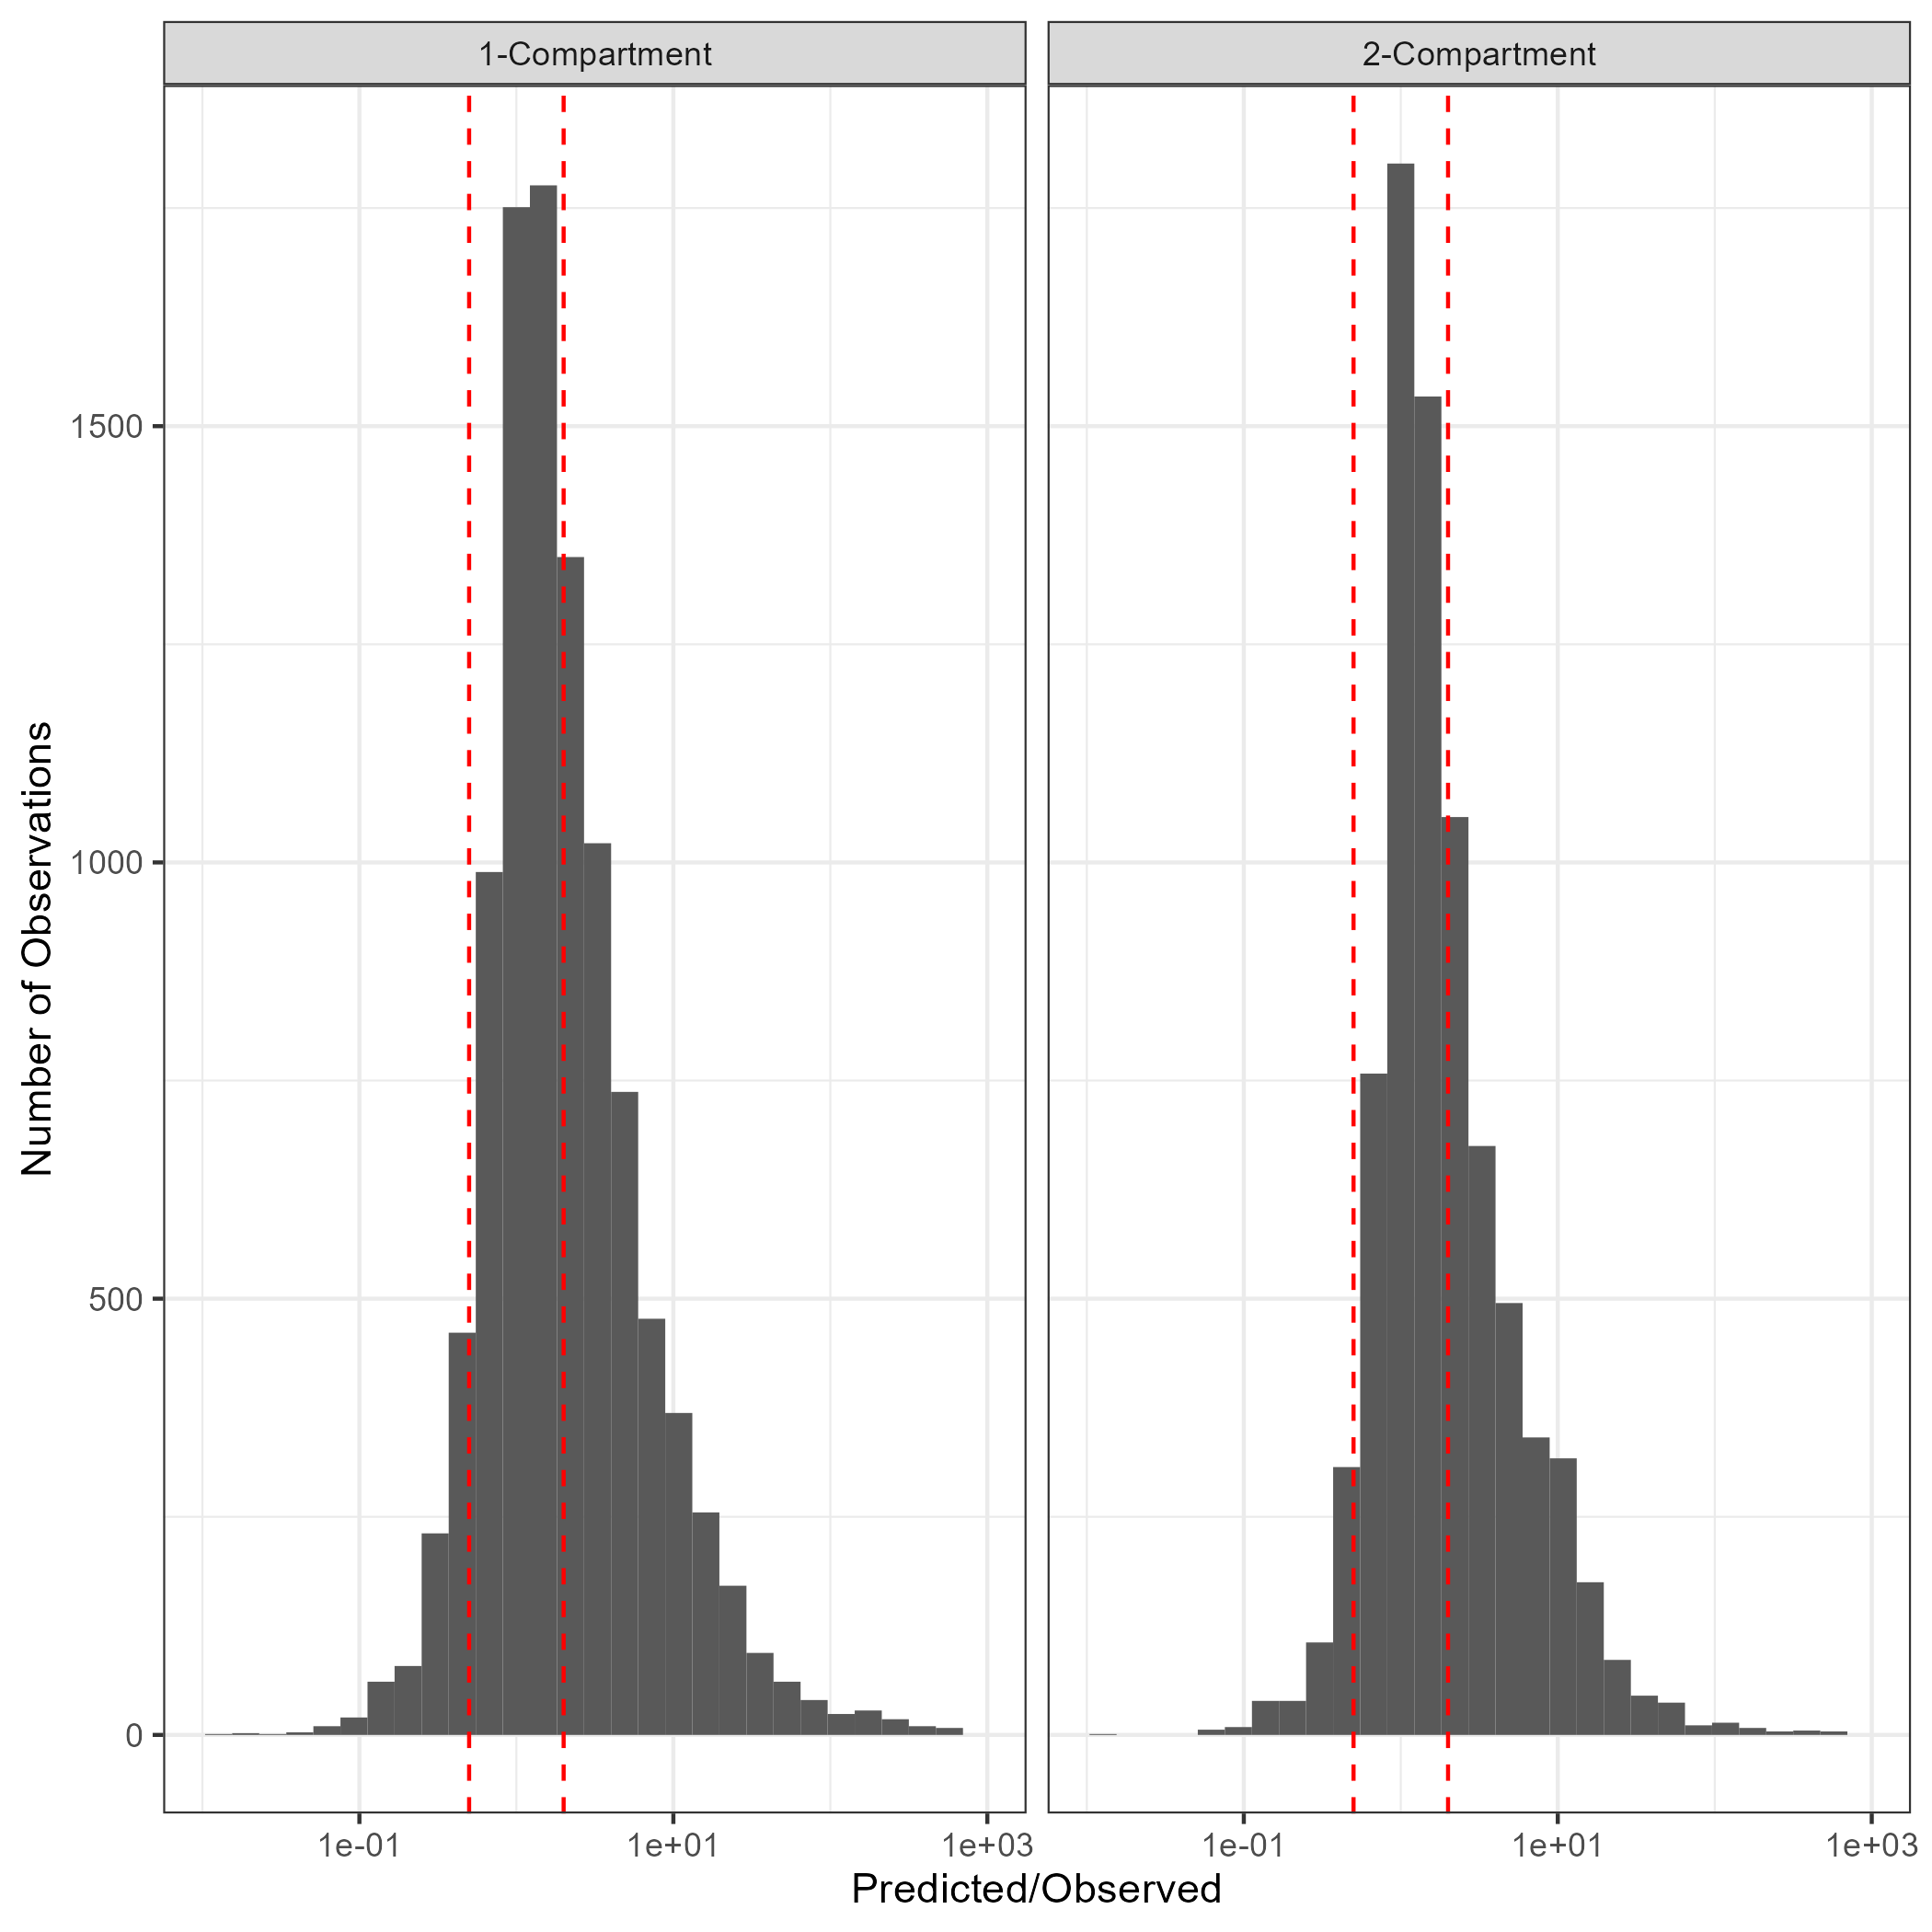 1-Compartment
2-Compartment
Number of Observations
1500
1000
500
0
1e-01
1e+01
1e+03
1e-01
1e+01
1e+03
Predicted/Observed